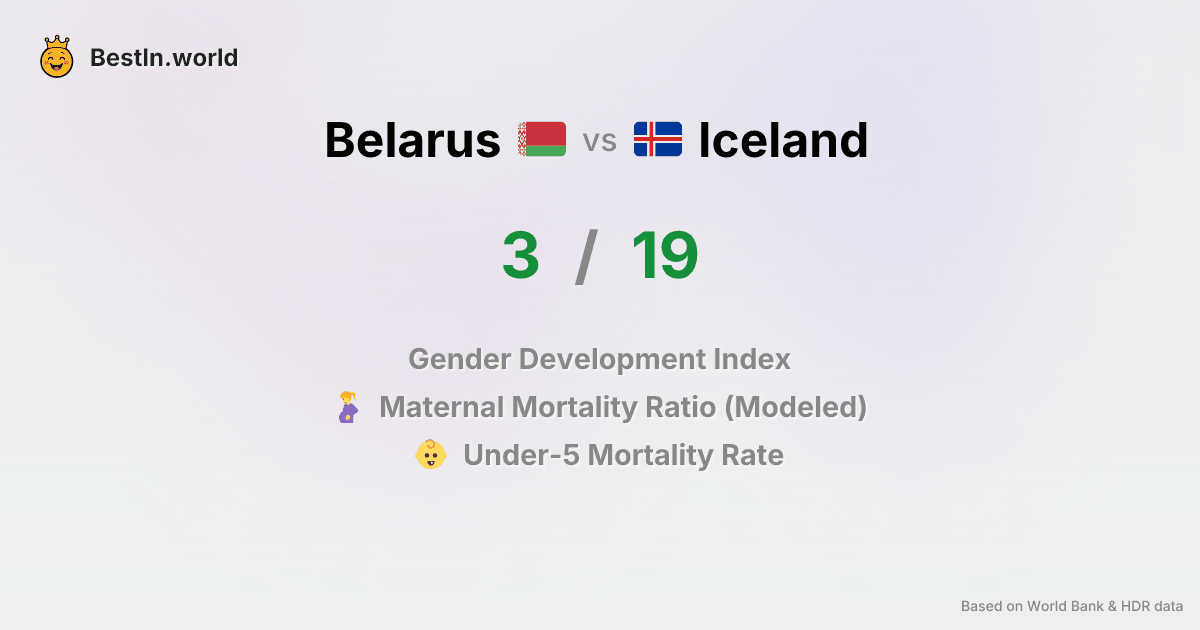 BestIn.world
Belarus vs Iceland
3 / 19
Gender Development Index
Maternal Mortality Ratio (Modeled)
Under-5 Mortality Rate
Based on World Bank & HDR data